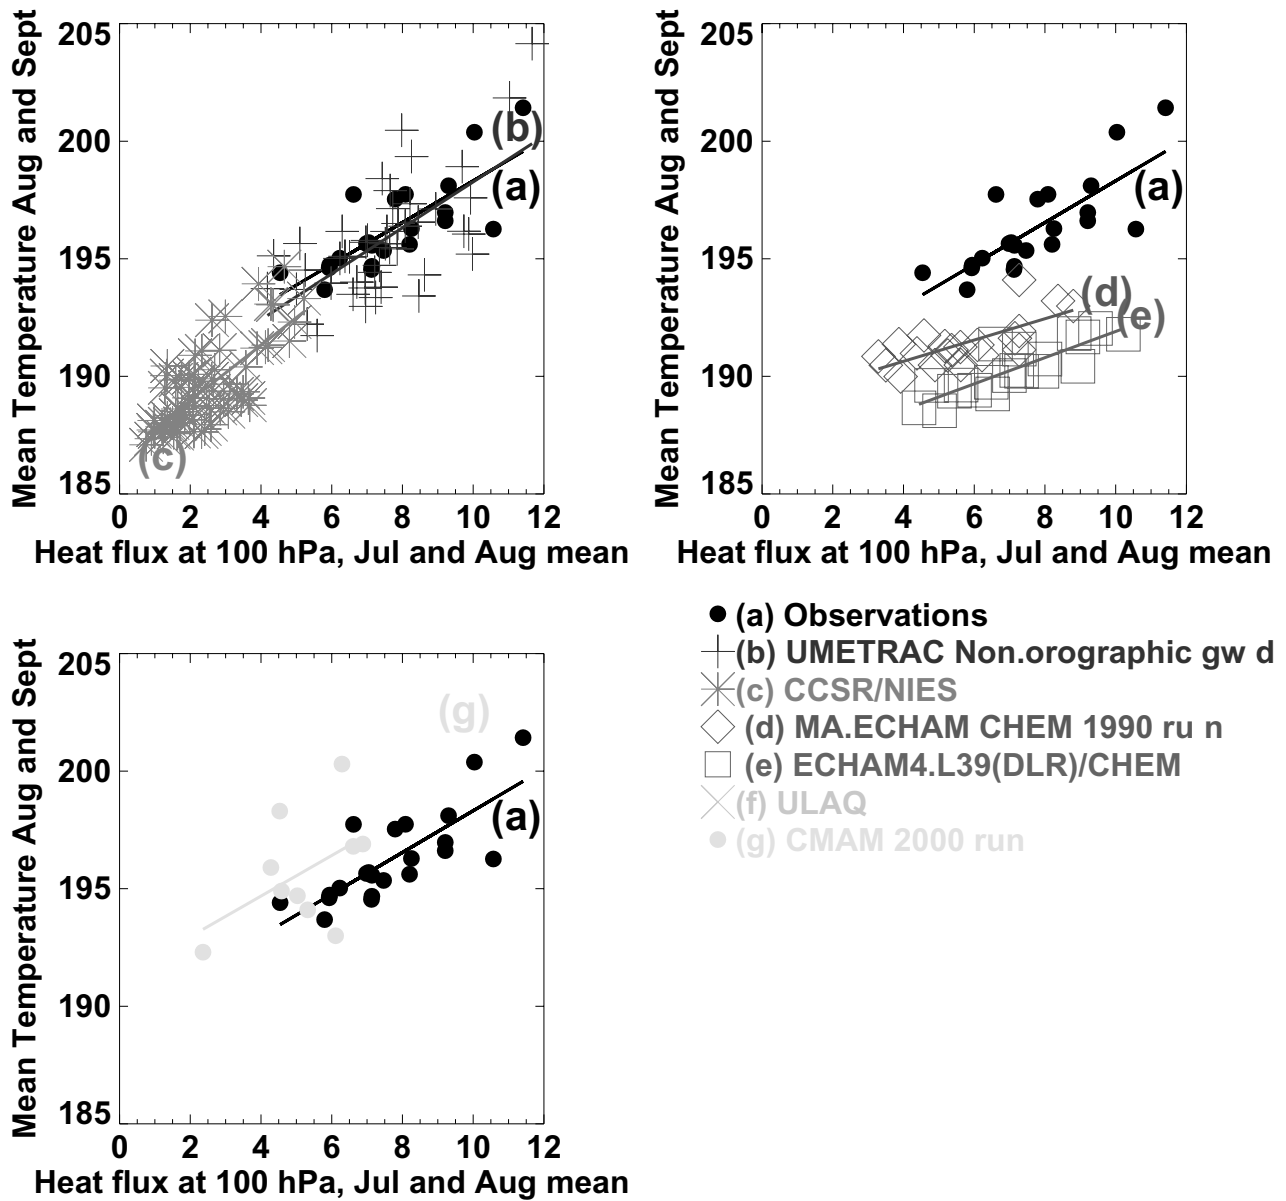 Mean Temperature Aug and Sept
205
200
195
190
185
(b)
(a)
(c)
0 2 4 6 8 10 12
Heat flux at 100 hPa, Jul and Aug mean
Mean Temperature Aug and Sept
205
200
195
190
185
(a)
(d)
(e)
0 2 4 6 8 10 12
Heat flux at 100 hPa, Jul and Aug mean
Mean Temperature Aug and Sept
205
200
195
190
185
(g)
(a)
0 2 4 6 8 10 12
Heat flux at 100 hPa, Jul and Aug mean
(a) Observations
(b) UMETRAC Non.orographic gw d
(c) CCSR/NIES
(d) MA.ECHAM CHEM 1990 ru n
(e) ECHAM4.L39(DLR)/CHEM
(f) ULAQ
(g) CMAM 2000 run